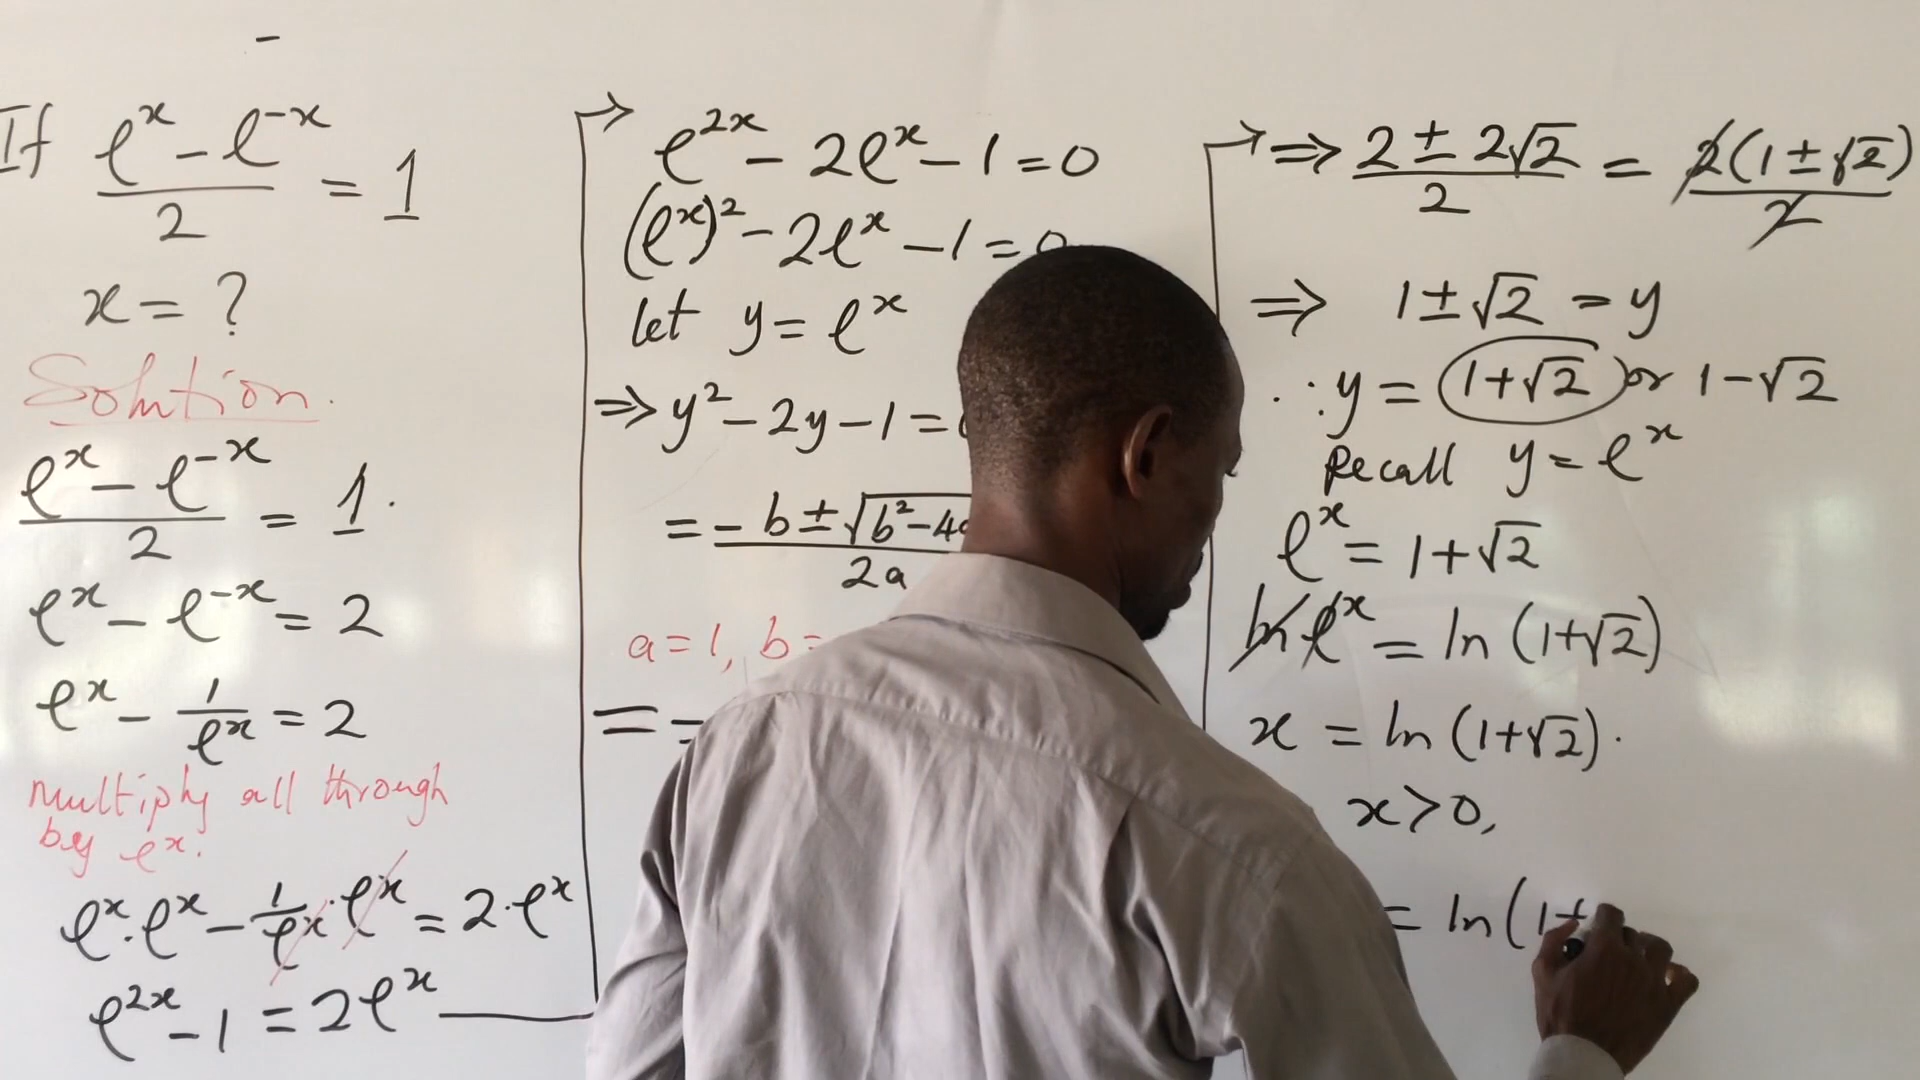 If e^x - e^-x / 2 = 1
x = ?
Solution.
e^x - e^-x / 2 = 1.
e^x - e^-x = 2
e^x - 1/e^x = 2
multiply all through
by e^x.
e^x . e^x - 1/e^x . e^x = 2 . e^x
e^2x - 1 = 2e^x
e^2x - 2e^x - 1 = 0
(e^x)^2 - 2e^x - 1 = 0
let y = e^x
⇒ y^2 - 2y - 1 =
= -b ± √b^2 - 4 / 2a
a = 1, b =
= -
⇒ 2 ± 2√2 / 2 = 2(1 ± √2) / 2
⇒ 1 ± √2 = y
∴ y = 1 + √2 or 1 - √2
Recall y = e^x
e^x = 1 + √2
ln e^x = ln (1+√2)
x = ln (1+√2).
x > 0,
= ln (1+